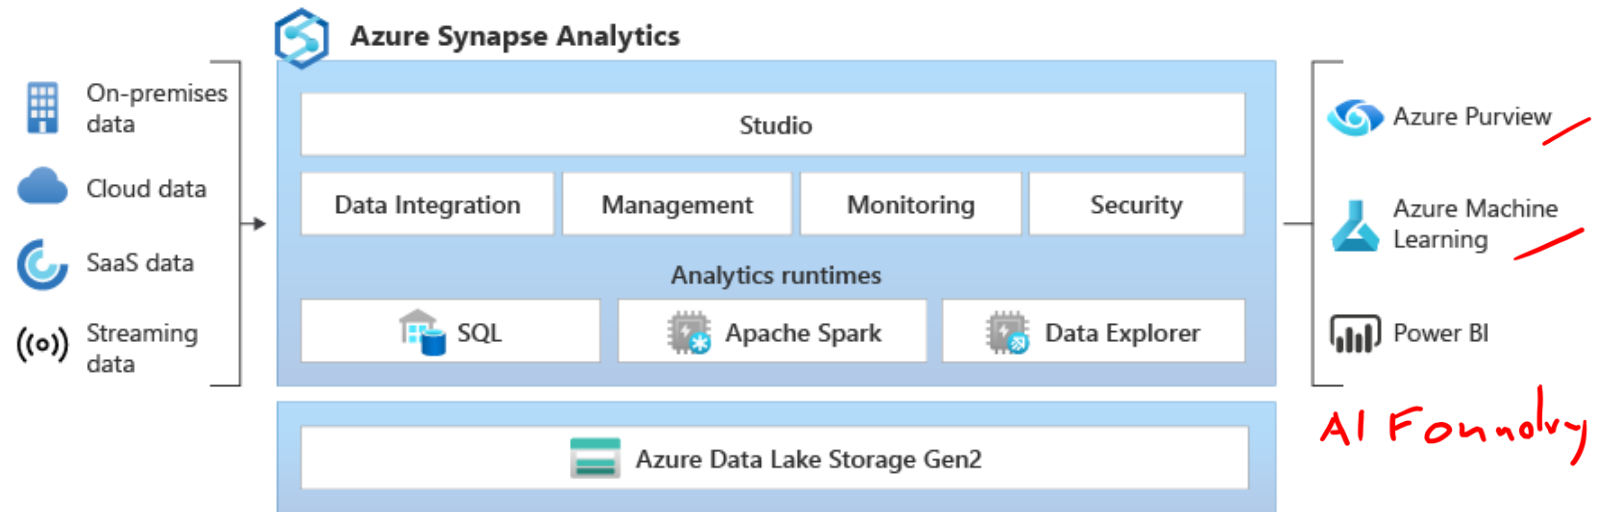 Azure Synapse Analytics
On-premises
data
Cloud data
SaaS data
Streaming
data
Studio
Data Integration
Management
Monitoring
Security
Analytics runtimes
SQL
Apache Spark
Data Explorer
Azure Data Lake Storage Gen2
Azure Purview
Azure Machine
Learning
Power BI
AI Foundry